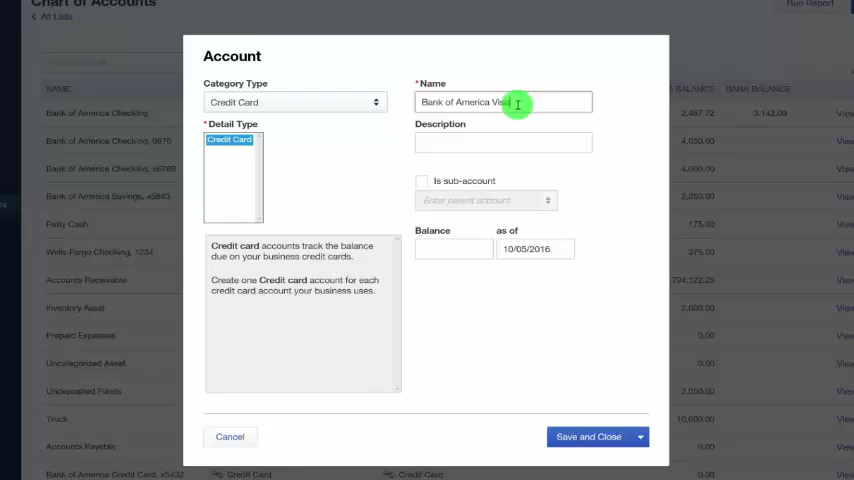 Chart of Accounts
Run Report
All Lists
NAME
BALANCE
BANK BALANCE
Bank of America Checking
2,467.72
3,142.09
View
Bank of America Checking, 9876
4,050.00
View
Bank of America Checking, x6789
4,000.00
View
Bank of America Savings, x5843
2,250.99
View
Petty Cash
175.00
View
Wells Fargo Checking, 1234
375.00
View
Accounts Receivable
794,122.25
View
Inventory Asset
2,000.00
View
Prepaid Expenses
0.00
View
Uncategorized Asset
0.00
View
Undeposited Funds
2,050.00
View
Truck
10,000.00
View
Accounts Payable
0.00
View
Bank of America Credit Card, x5432
Credit Card
Credit Card
0.00
View
Account
Category Type
Credit Card
* Name
Bank of America Visa
* Detail Type
Credit Card
Description
Is sub-account
Enter parent account
Balance
as of
10/05/2016
Credit card accounts track the balance
due on your business credit cards.
Create one Credit card account for each
credit card account your business uses.
Cancel
Save and Close